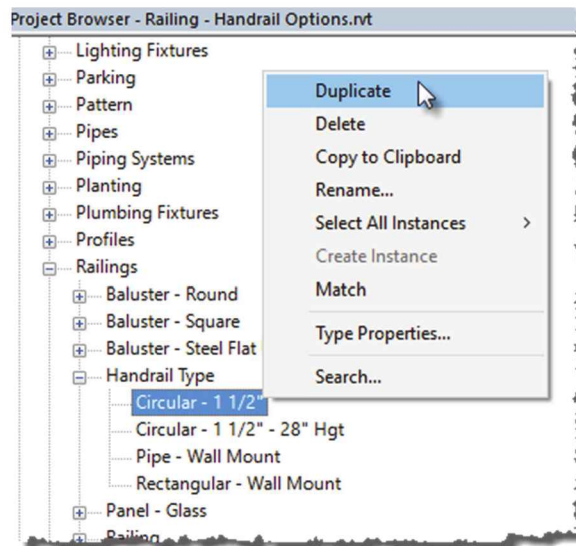 Project Browser - Railing - Handrail Options.rvt
Lighting Fixtures
Parking
Pattern
Pipes
Piping Systems
Planting
Plumbing Fixtures
Profiles
Railings
Baluster - Round
Baluster - Square
Baluster - Steel Flat
Handrail Type
Circular - 1 1/2"
Circular - 1 1/2" - 28" Hgt
Pipe - Wall Mount
Rectangular - Wall Mount
Panel - Glass
Railing
Duplicate
Delete
Copy to Clipboard
Rename...
Select All Instances
Create Instance
Match
Type Properties...
Search...